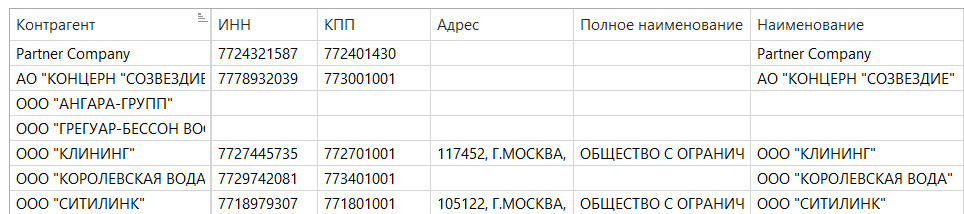 Контрагент ИНН КПП Адрес Полное наименование Наименование
Partner Company 7724321587 772401430 Partner Company
АО "КОНЦЕРН "СОЗВЕЗДИЕ 7778932039 773001001 АО "КОНЦЕРН "СОЗВЕЗДИЕ"
ООО "АНГАРА-ГРУПП"
ООО "ГРЕГУАР-БЕССОН ВО
ООО "КЛИНИНГ" 7727445735 772701001 117452, Г.МОСКВА, ОБЩЕСТВО С ОГРАНИЧ ООО "КЛИНИНГ"
ООО "КОРОЛЕВСКАЯ ВОДА 7729742081 773401001 ООО "КОРОЛЕВСКАЯ ВОДА"
ООО "СИТИЛИНК" 7718979307 771801001 105122, Г.МОСКВА, ОБЩЕСТВО С ОГРАНИЧ ООО "СИТИЛИНК"